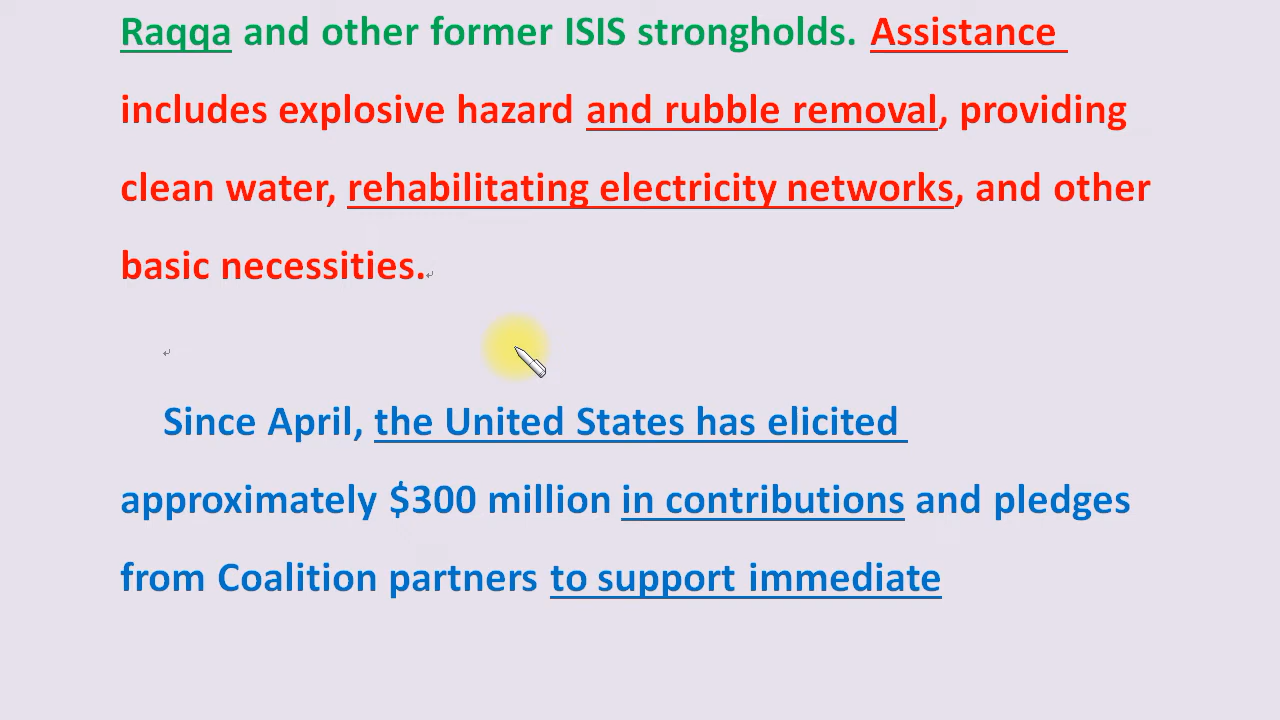 Raqqa and other former ISIS strongholds. Assistance
includes explosive hazard and rubble removal, providing
clean water, rehabilitating electricity networks, and other
basic necessities.
Since April, the United States has elicited
approximately $300 million in contributions and pledges
from Coalition partners to support immediate